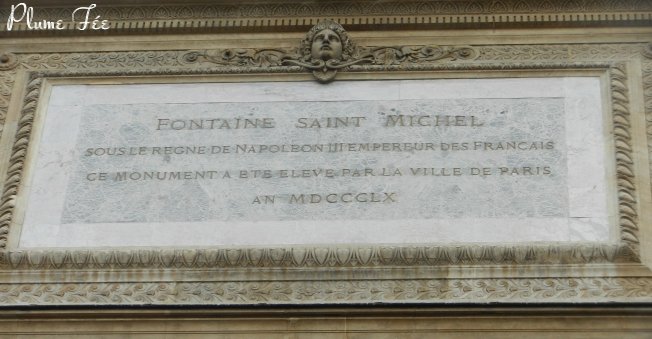 Plume Fée
FONTAINE SAINT MICHEL
SOUS LE REGNE DE NAPOLEON III EMPEREUR DES FRANCAIS
CE MONUMENT A ETE ELEVE PAR LA VILLE DE PARIS
AN MDCCCLX